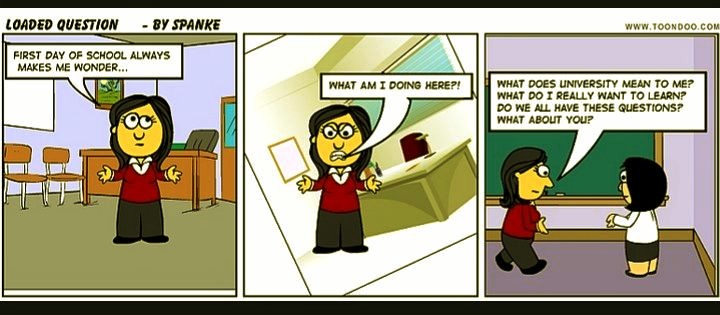 LOADED QUESTION - BY SPANKE
WWW.TOONDOO.COM
FIRST DAY OF SCHOOL ALWAYS
MAKES ME WONDER...
WHAT AM I DOING HERE?!
WHAT DOES UNIVERSITY MEAN TO ME?
WHAT DO I REALLY WANT TO LEARN?
DO WE ALL HAVE THESE QUESTIONS?
WHAT ABOUT YOU?